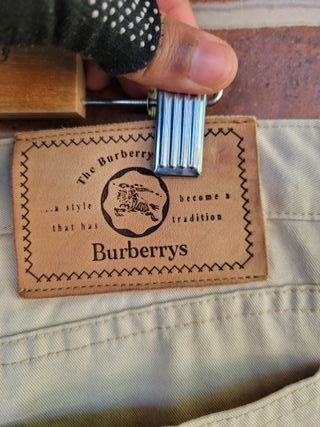 The Burberry
...a style become a
that has tradition
Burberrys